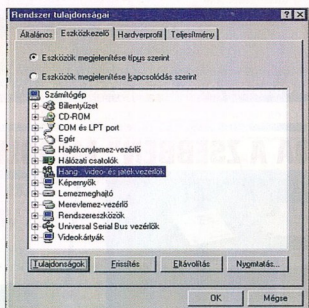 Rendszer tulajdonságai
Általános Eszközkezelő Hardverprofil Teljesítmény
Eszközök megjelenítése típus szerint
Eszközök megjelenítése kapcsolódás szerint
Számítógép
Billentyűzet
CD-ROM
COM és LPT port
Egér
Hajlékonylemez-vezérlő
Hálózati csatolók
Hang-, video- és játékvezérlők
Képernyők
Lemezmeghajtó
Merevlemez-vezérlő
Rendszereszközök
Universal Serial Bus vezérlők
Videokártyák
Tulajdonságok Frissítés Eltávolítás Nyomtatás...
OK Mégse